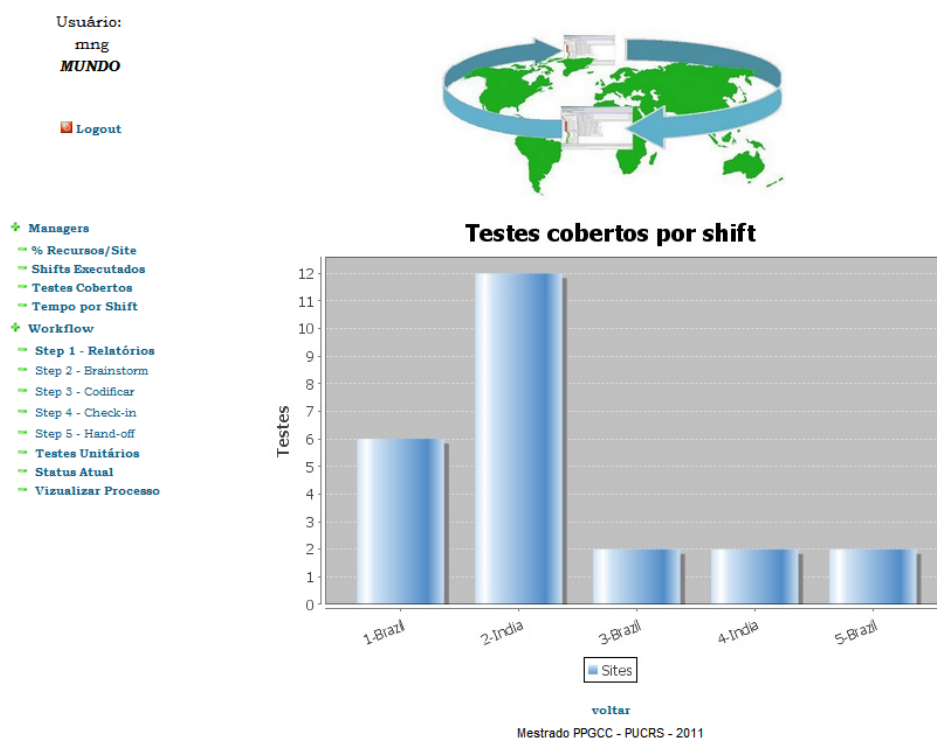 Usuário:
mng
MUNDO
Logout
Managers
% Recursos/Site
Shifts Executados
Testes Cobertos
Tempo por Shift
Workflow
Step 1 - Relatórios
Step 2 - Brainstorm
Step 3 - Codificar
Step 4 - Check-in
Step 5 - Hand-off
Testes Unitários
Status Atual
Vizualizar Processo
Testes cobertos por shift
Testes
12
11
10
9
8
7
6
5
4
3
2
1
0
1-Brazil 2-India 3-Brazil 4-India 5-Brazil
Sites
voltar
Mestrado PPGCC - PUCRS - 2011